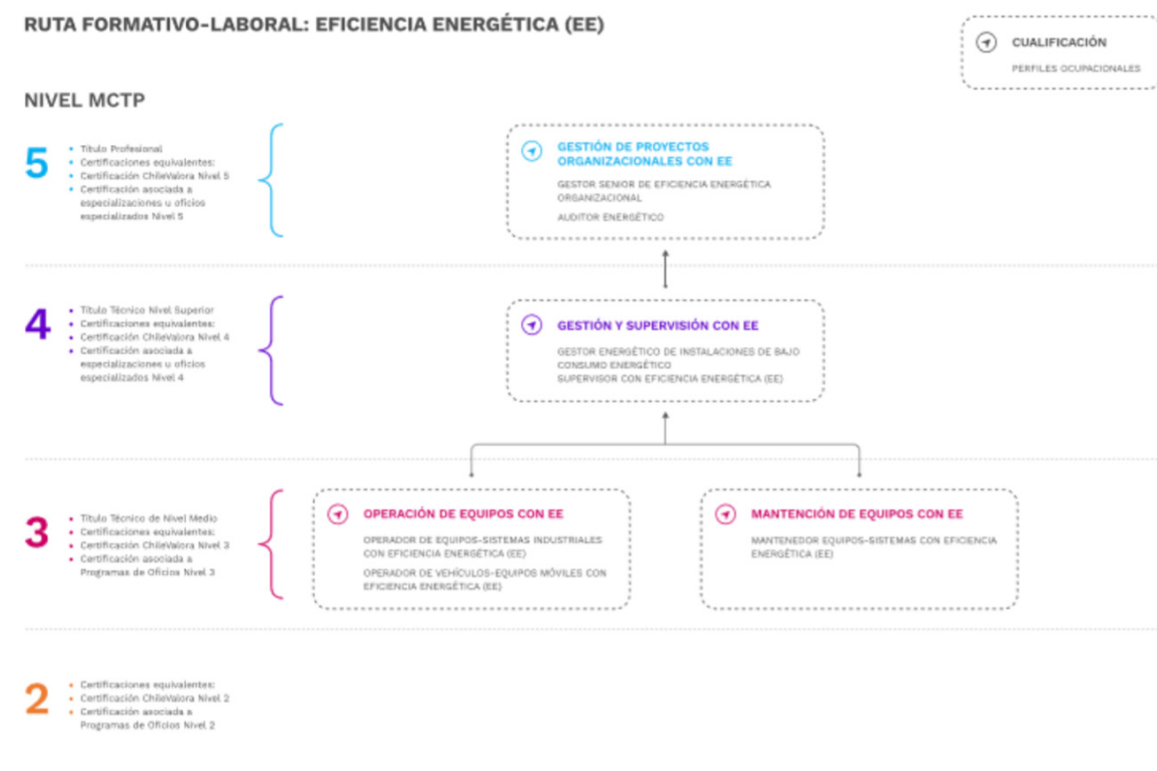 RUTA FORMATIVO-LABORAL: EFICIENCIA ENERGÉTICA (EE)
CUALIFICACIÓN
PERFILES OCUPACIONALES
NIVEL MCTP
5
• Título Profesional
• Certificaciones equivalentes:
• Certificación ChileValora Nivel 5
• Certificación asociada a
especializaciones u oficios
especializados Nivel 5
GESTIÓN DE PROYECTOS
ORGANIZACIONALES CON EE
GESTOR SENIOR DE EFICIENCIA ENERGÉTICA
ORGANIZACIONAL
AUDITOR ENERGÉTICO
4
• Título Técnico Nivel Superior
• Certificaciones equivalentes:
• Certificación ChileValora Nivel 4
• Certificación asociada a
especializaciones u oficios
especializados Nivel 4
GESTIÓN Y SUPERVISIÓN CON EE
GESTOR ENERGÉTICO DE INSTALACIONES DE BAJO
CONSUMO ENERGÉTICO
SUPERVISOR CON EFICIENCIA ENERGÉTICA (EE)
3
• Título Técnico de Nivel Medio
• Certificaciones equivalentes:
• Certificación ChileValora Nivel 3
• Certificación asociada a
Programas de Oficios Nivel 3
OPERACIÓN DE EQUIPOS CON EE
OPERADOR DE EQUIPOS-SISTEMAS INDUSTRIALES
CON EFICIENCIA ENERGÉTICA (EE)
OPERADOR DE VEHÍCULOS-EQUIPOS MÓVILES CON
EFICIENCIA ENERGÉTICA (EE)
MANTENCIÓN DE EQUIPOS CON EE
MANTENEDOR EQUIPOS-SISTEMAS CON EFICIENCIA
ENERGÉTICA (EE)
2
• Certificaciones equivalentes:
• Certificación ChileValora Nivel 2
• Certificación asociada a
Programas de Oficios Nivel 2